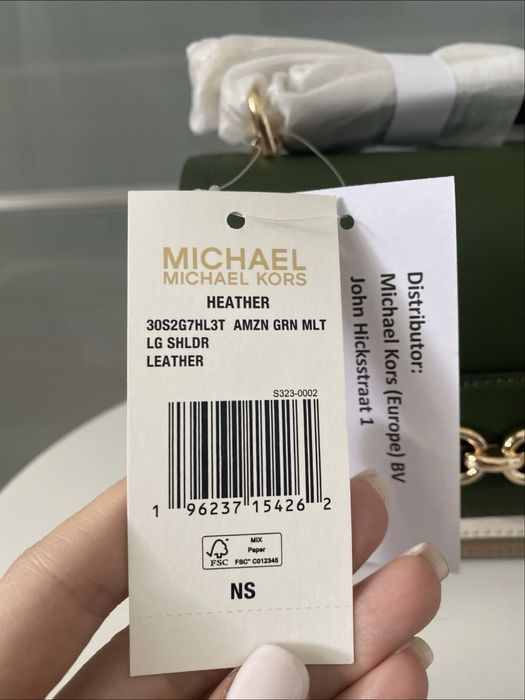 MICHAEL
MICHAEL KORS
HEATHER
30S2G7HL3T AMZN GRN MLT
LG SHLDR
LEATHER
S323-0002
1 96237 15426 2
FSC
MIX
Paper
FSC™ C012345
NS
Distributor:
Michael Kors (Europe) BV
John Hicksstraat 1